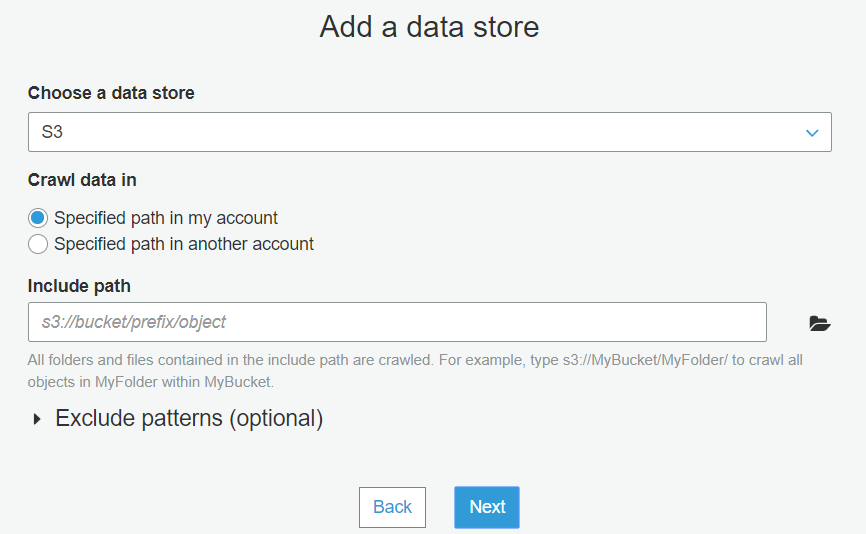 Add a data store
Choose a data store
S3
Crawl data in
Specified path in my account
Specified path in another account
Include path
s3://bucket/prefix/object
All folders and files contained in the include path are crawled. For example, type s3://MyBucket/MyFolder/ to crawl all
objects in MyFolder within MyBucket.
Exclude patterns (optional)
Back Next